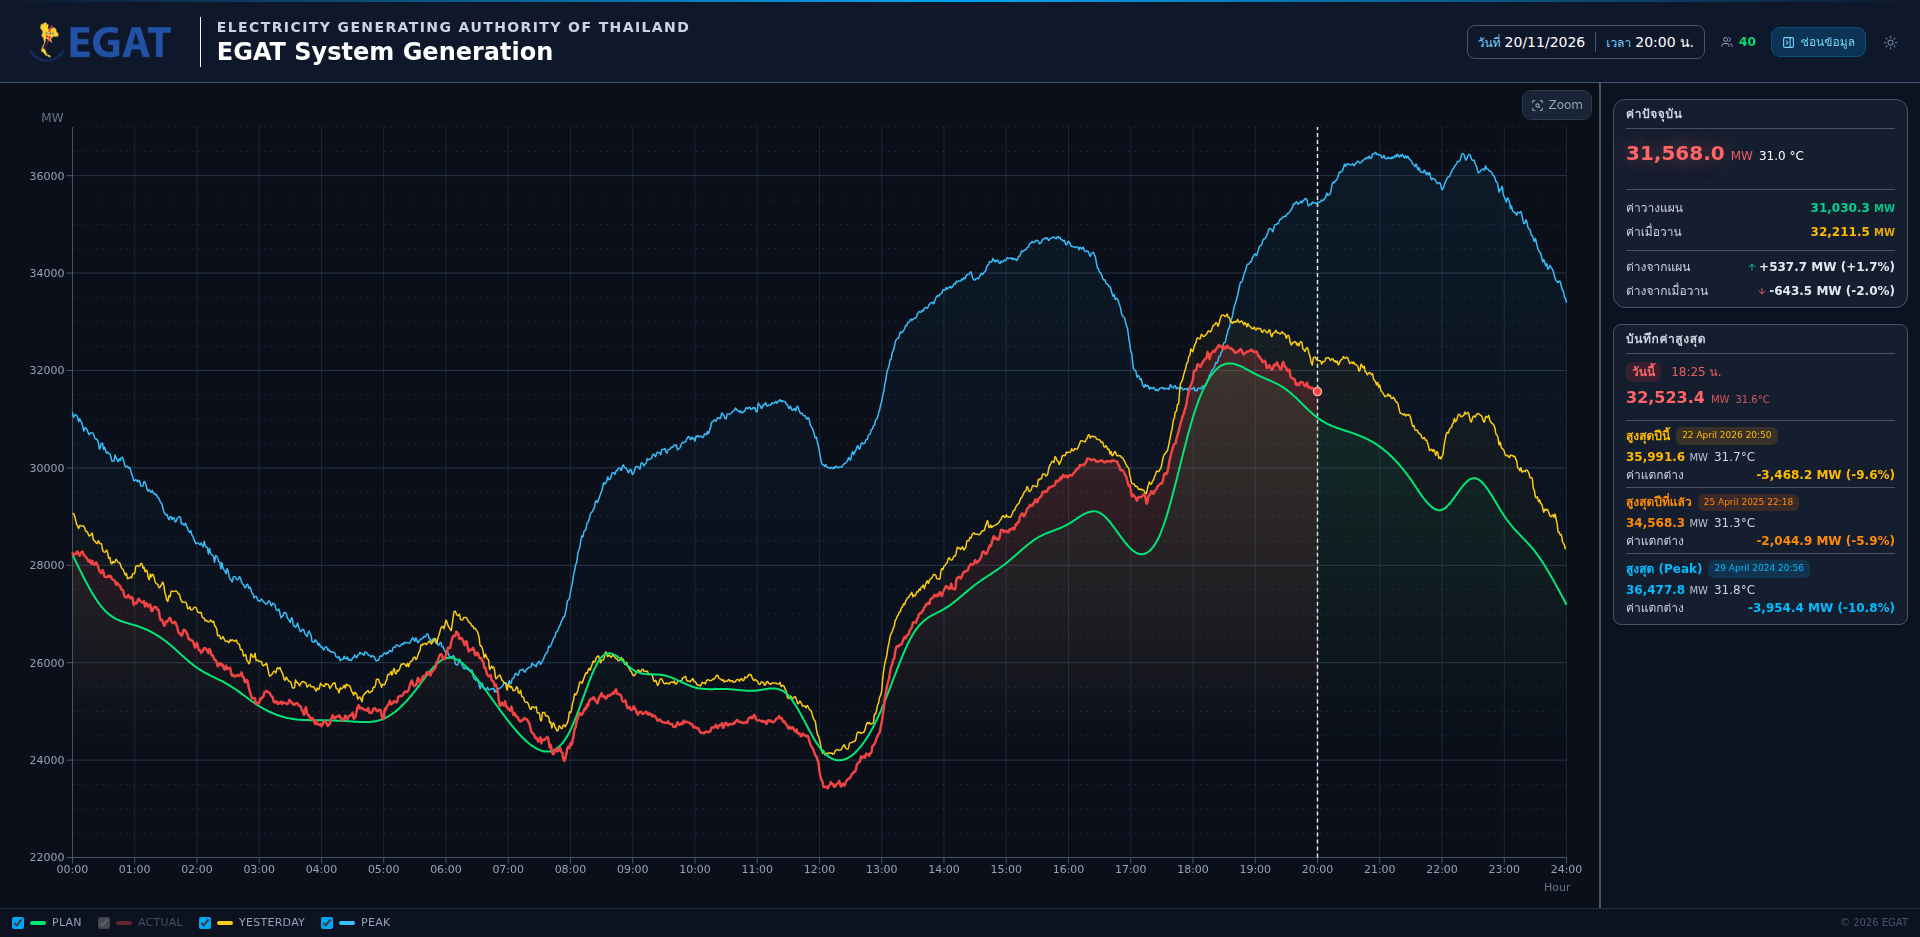 EGAT
ELECTRICITY GENERATING AUTHORITY OF THAILAND
EGAT System Generation
วันที่ 20/11/2026 เวลา 20:00 น.
40
ซ่อนข้อมูล
Zoom
MW
36000
34000
32000
30000
28000
26000
24000
22000
00:00 01:00 02:00 03:00 04:00 05:00 06:00 07:00 08:00 09:00 10:00 11:00 12:00 13:00 14:00 15:00 16:00 17:00 18:00 19:00 20:00 21:00 22:00 23:00 24:00
Hour
ค่าปัจจุบัน
31,568.0 MW 31.0 °C
ค่าวางแผน 31,030.3 MW
ค่าเมื่อวาน 32,211.5 MW
ต่างจากแผน ↑ +537.7 MW (+1.7%)
ต่างจากเมื่อวาน ↓ -643.5 MW (-2.0%)
บันทึกค่าสูงสุด
วันนี้ 18:25 น.
32,523.4 MW 31.6°C
สูงสุดปีนี้ 22 April 2026 20:50
35,991.6 MW 31.7°C
ค่าแตกต่าง -3,468.2 MW (-9.6%)
สูงสุดปีที่แล้ว 25 April 2025 22:18
34,568.3 MW 31.3°C
ค่าแตกต่าง -2,044.9 MW (-5.9%)
สูงสุด (Peak) 29 April 2024 20:56
36,477.8 MW 31.8°C
ค่าแตกต่าง -3,954.4 MW (-10.8%)
PLAN ACTUAL YESTERDAY PEAK
© 2026 EGAT